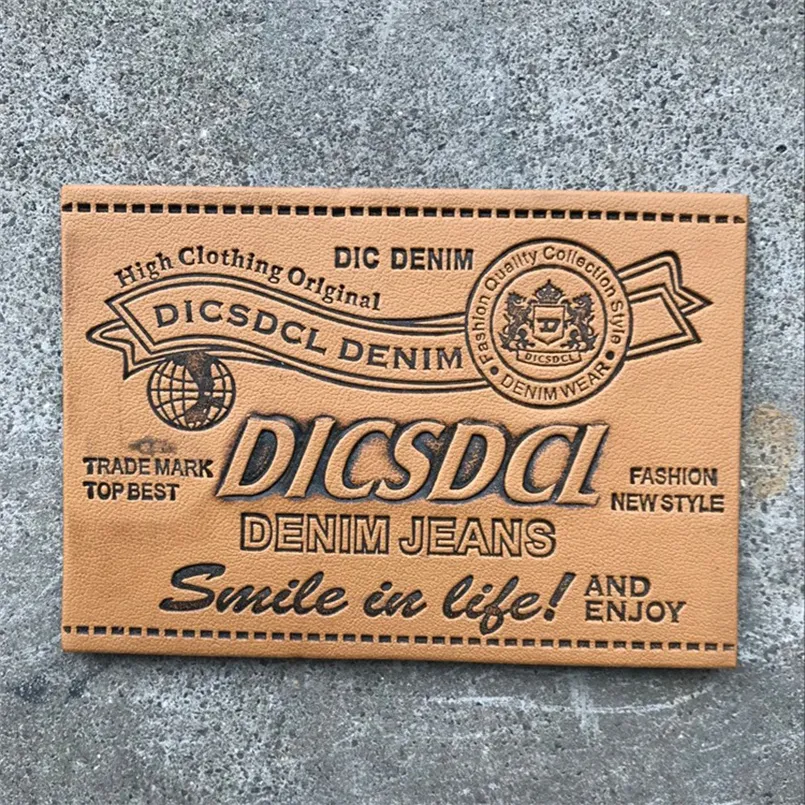 DIC DENIM
High Clothing Original
DICSDCL DENIM
Fashion Quality Collection Style
DICSDCL
• DENIM WEAR •
DICSDCL
TRADE MARK
TOP BEST
FASHION
NEW STYLE
DENIM JEANS
Smile in life!
AND
ENJOY